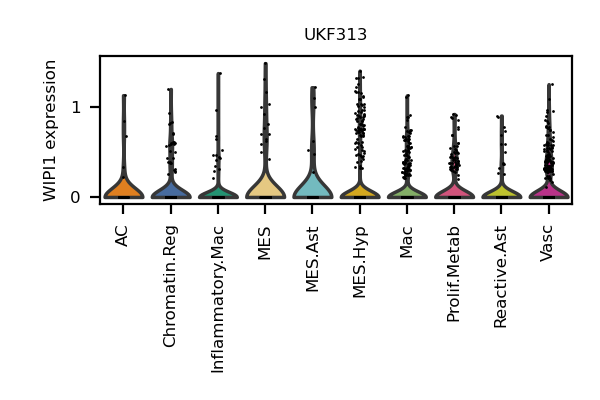 UKF313
WIPI1 expression
1
0
AC
Chromatin.Reg
Inflammatory.Mac
MES
MES.Ast
MES.Hyp
Mac
Prolif.Metab
Reactive.Ast
Vasc